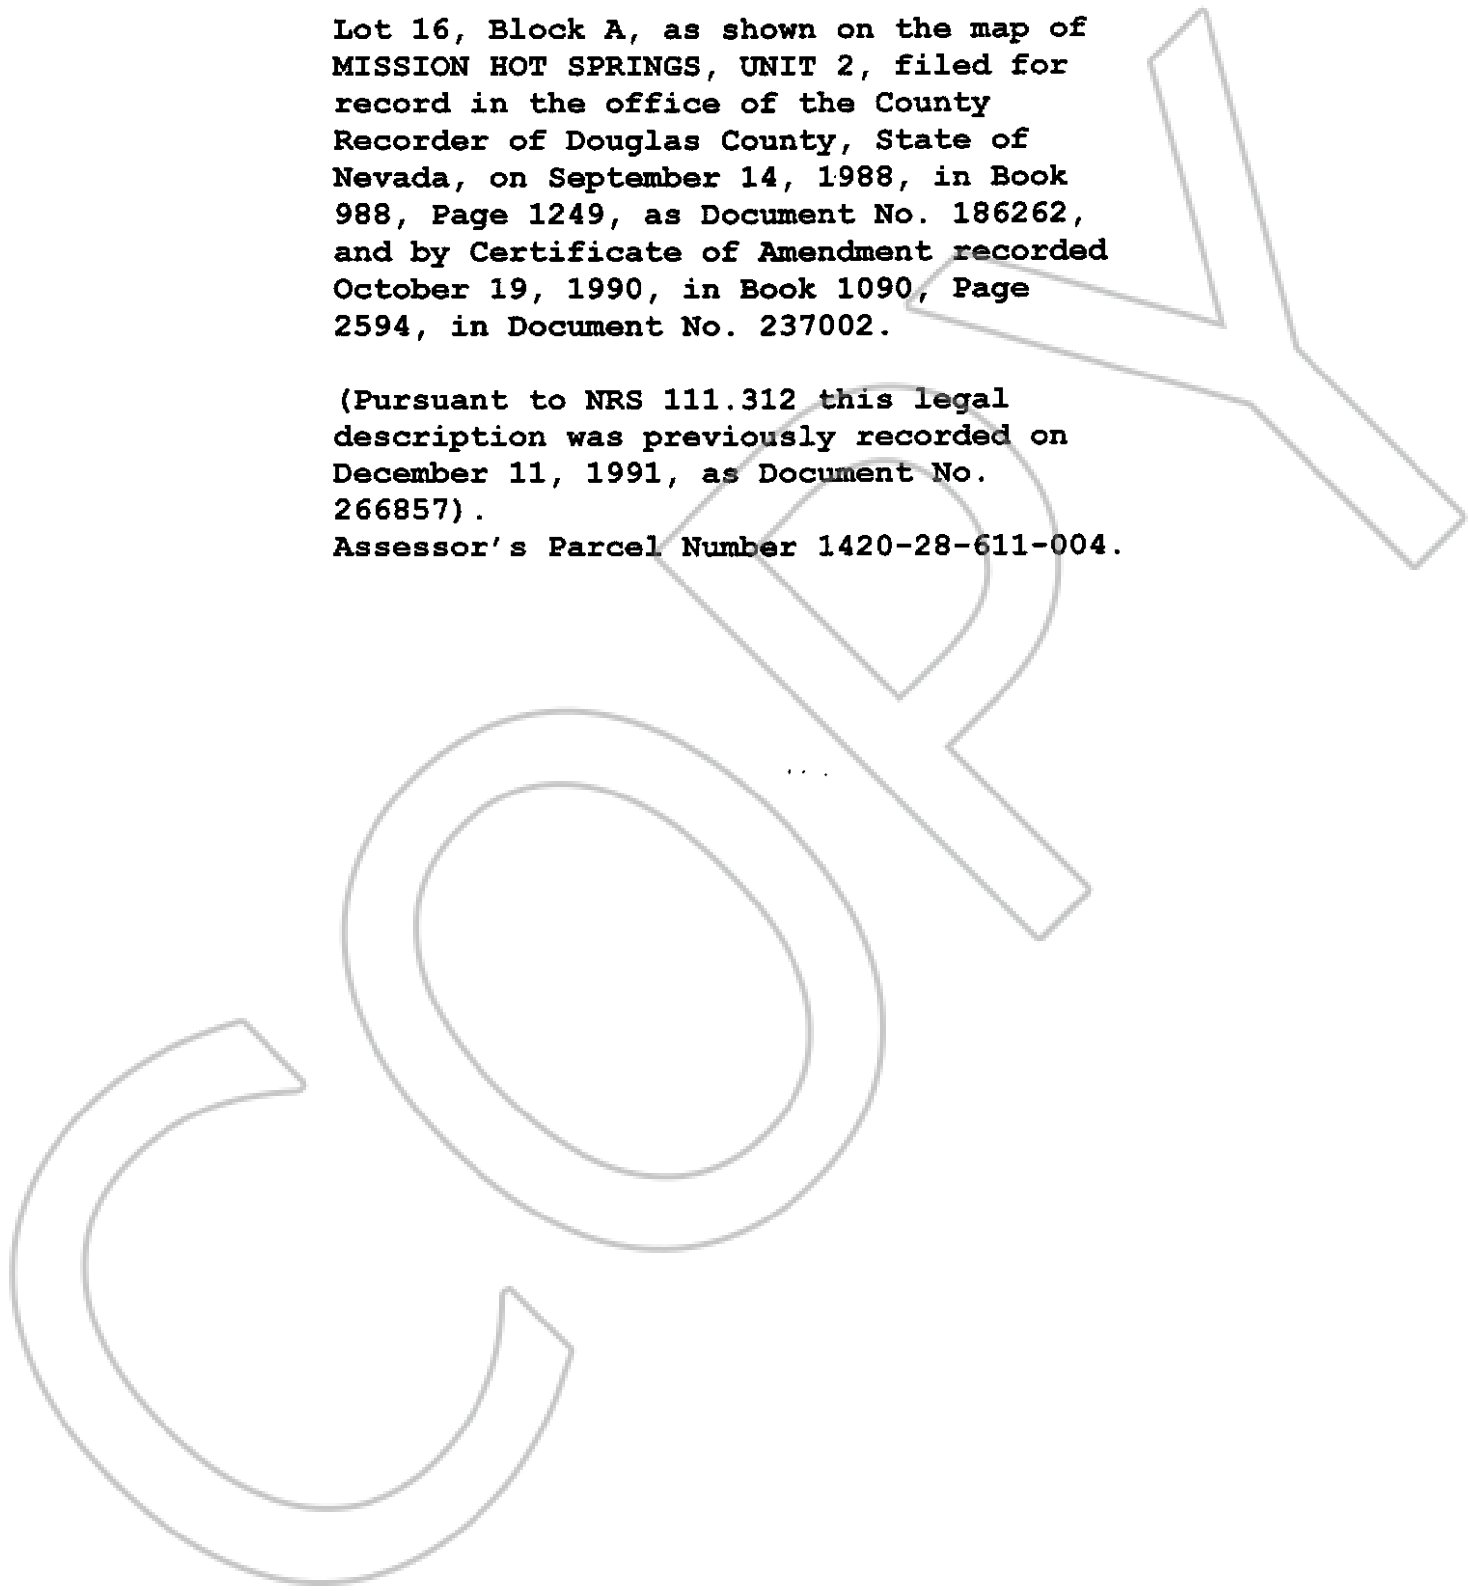 Lot 16, Block A, as shown on the map of
MISSION HOT SPRINGS, UNIT 2, filed for
record in the office of the County
Recorder of Douglas County, State of
Nevada, on September 14, 1988, in Book
988, Page 1249, as Document No. 186262,
and by Certificate of Amendment recorded
October 19, 1990, in Book 1090, Page
2594, in Document No. 237002.
(Pursuant to NRS 111.312 this legal
description was previously recorded on
December 11, 1991, as Document No.
266857).
Assessor's Parcel Number 1420-28-611-004.
COPY